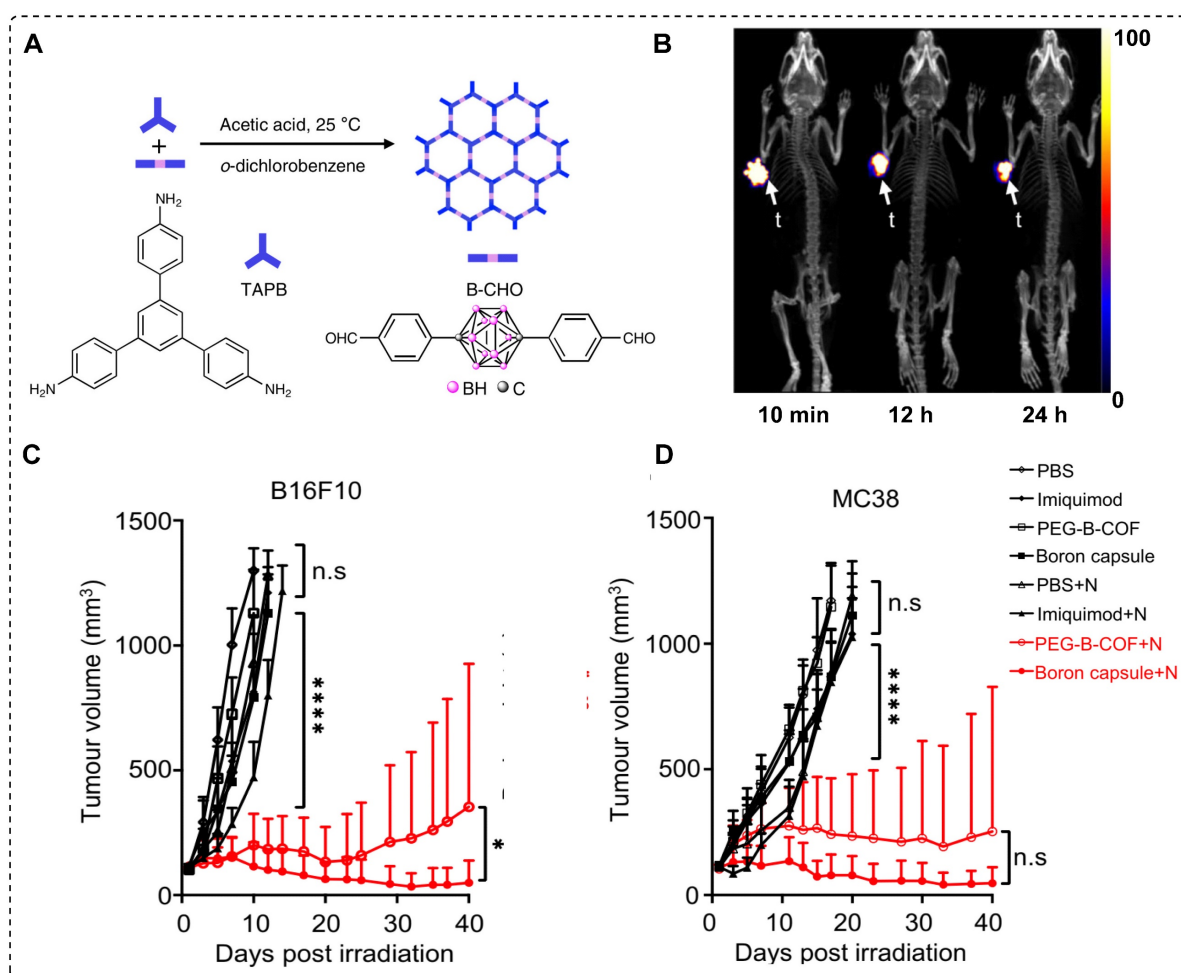 A
Acetic acid, 25 °C
+
o-dichlorobenzene
NH₂
TAPB
B-CHO
H₂N
NH₂
OHC
CHO
BH
C
B
100
0
t
t
t
10 min
12 h
24 h
C
B16F10
Tumour volume (mm³)
1500
1000
500
0
n.s
****
*
0
10
20
30
40
Days post irradiation
D
MC38
Tumour volume (mm³)
1500
1000
500
0
n.s
****
n.s
0
10
20
30
40
Days post irradiation
PBS
Imiquimod
PEG-B-COF
Boron capsule
PBS+N
Imiquimod+N
PEG-B-COF+N
Boron capsule+N